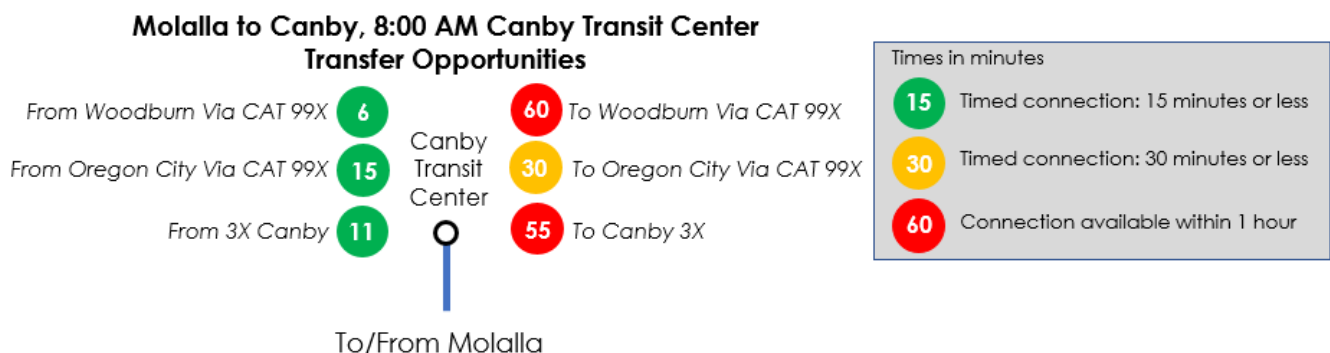 Molalla to Canby, 8:00 AM Canby Transit Center
Transfer Opportunities
From Woodburn Via CAT 99X 6
From Oregon City Via CAT 99X 15
From 3X Canby 11
Canby
Transit
Center
60 To Woodburn Via CAT 99X
30 To Oregon City Via CAT 99X
55 To Canby 3X
To/From Molalla
Times in minutes
15 Timed connection: 15 minutes or less
30 Timed connection: 30 minutes or less
60 Connection available within 1 hour